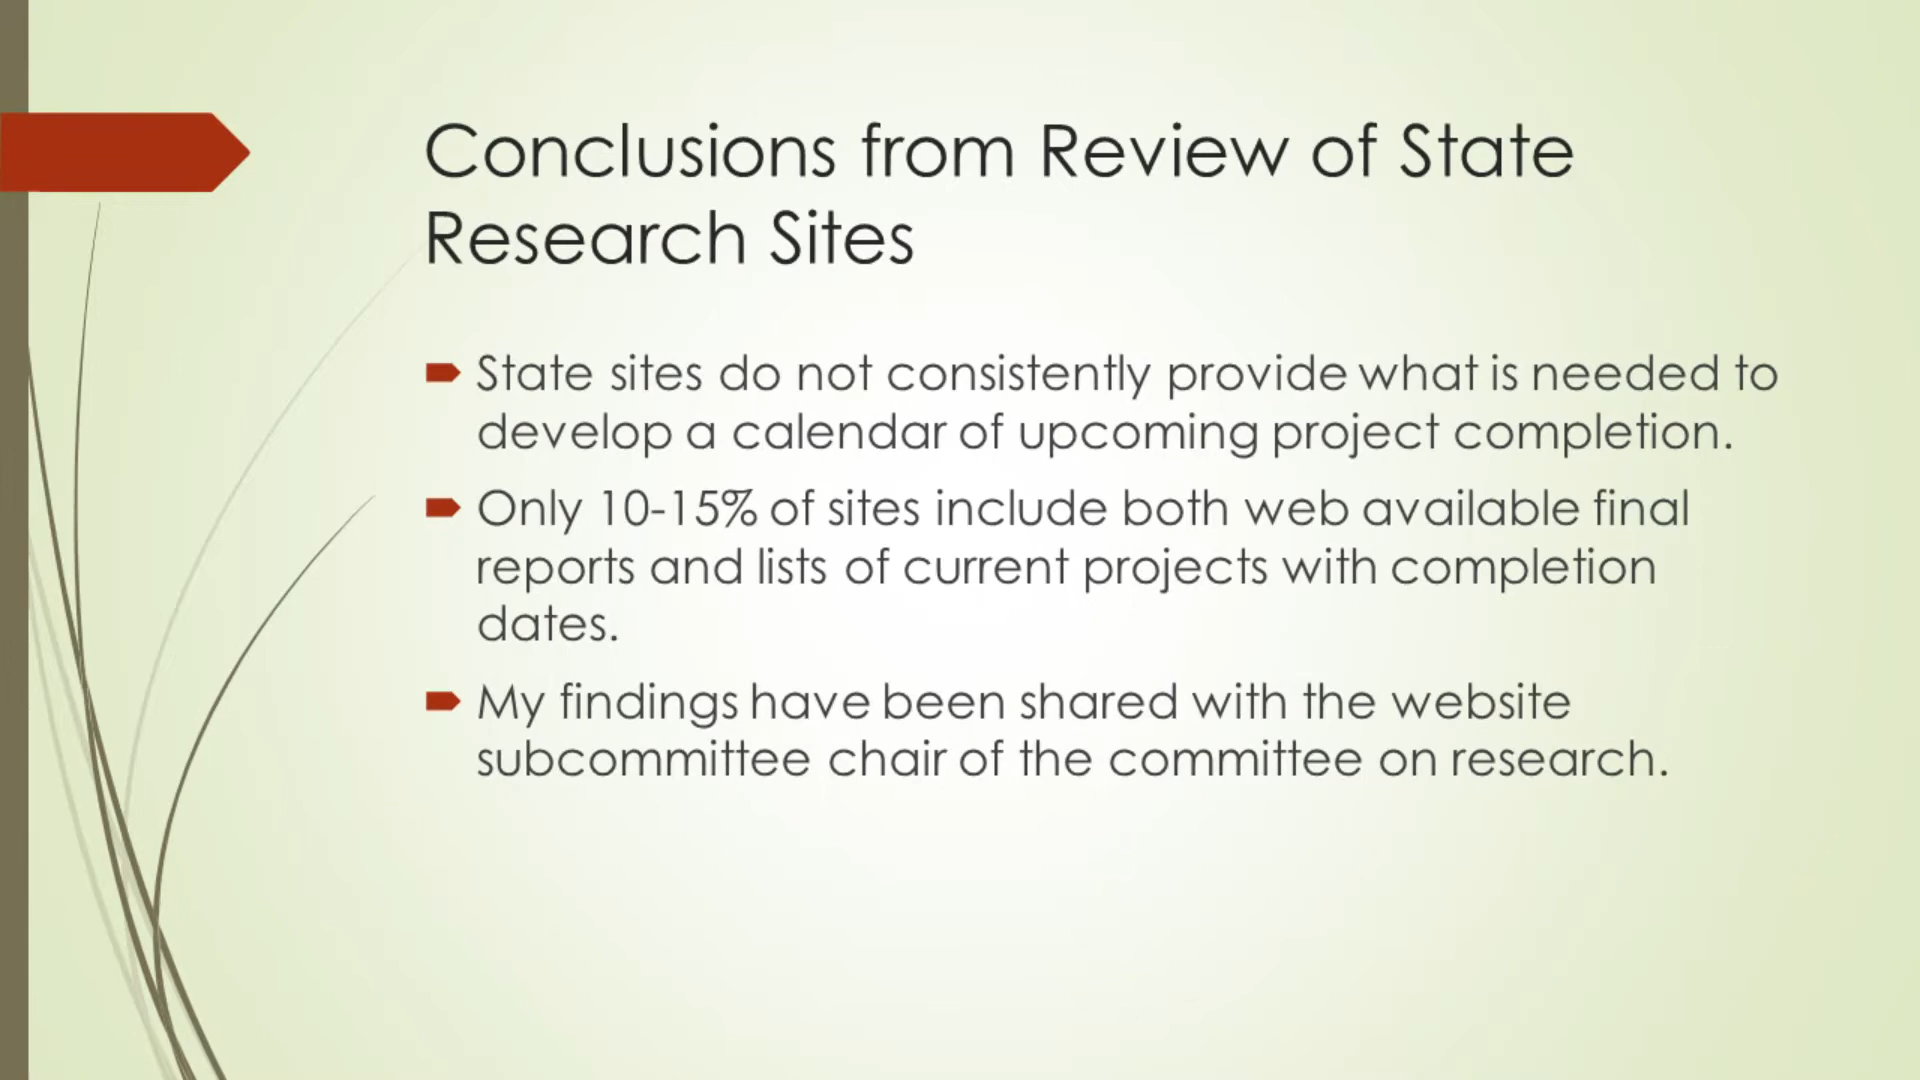 Conclusions from Review of State
Research Sites
State sites do not consistently provide what is needed to
develop a calendar of upcoming project completion.
Only 10-15% of sites include both web available final
reports and lists of current projects with completion
dates.
My findings have been shared with the website
subcommittee chair of the committee on research.